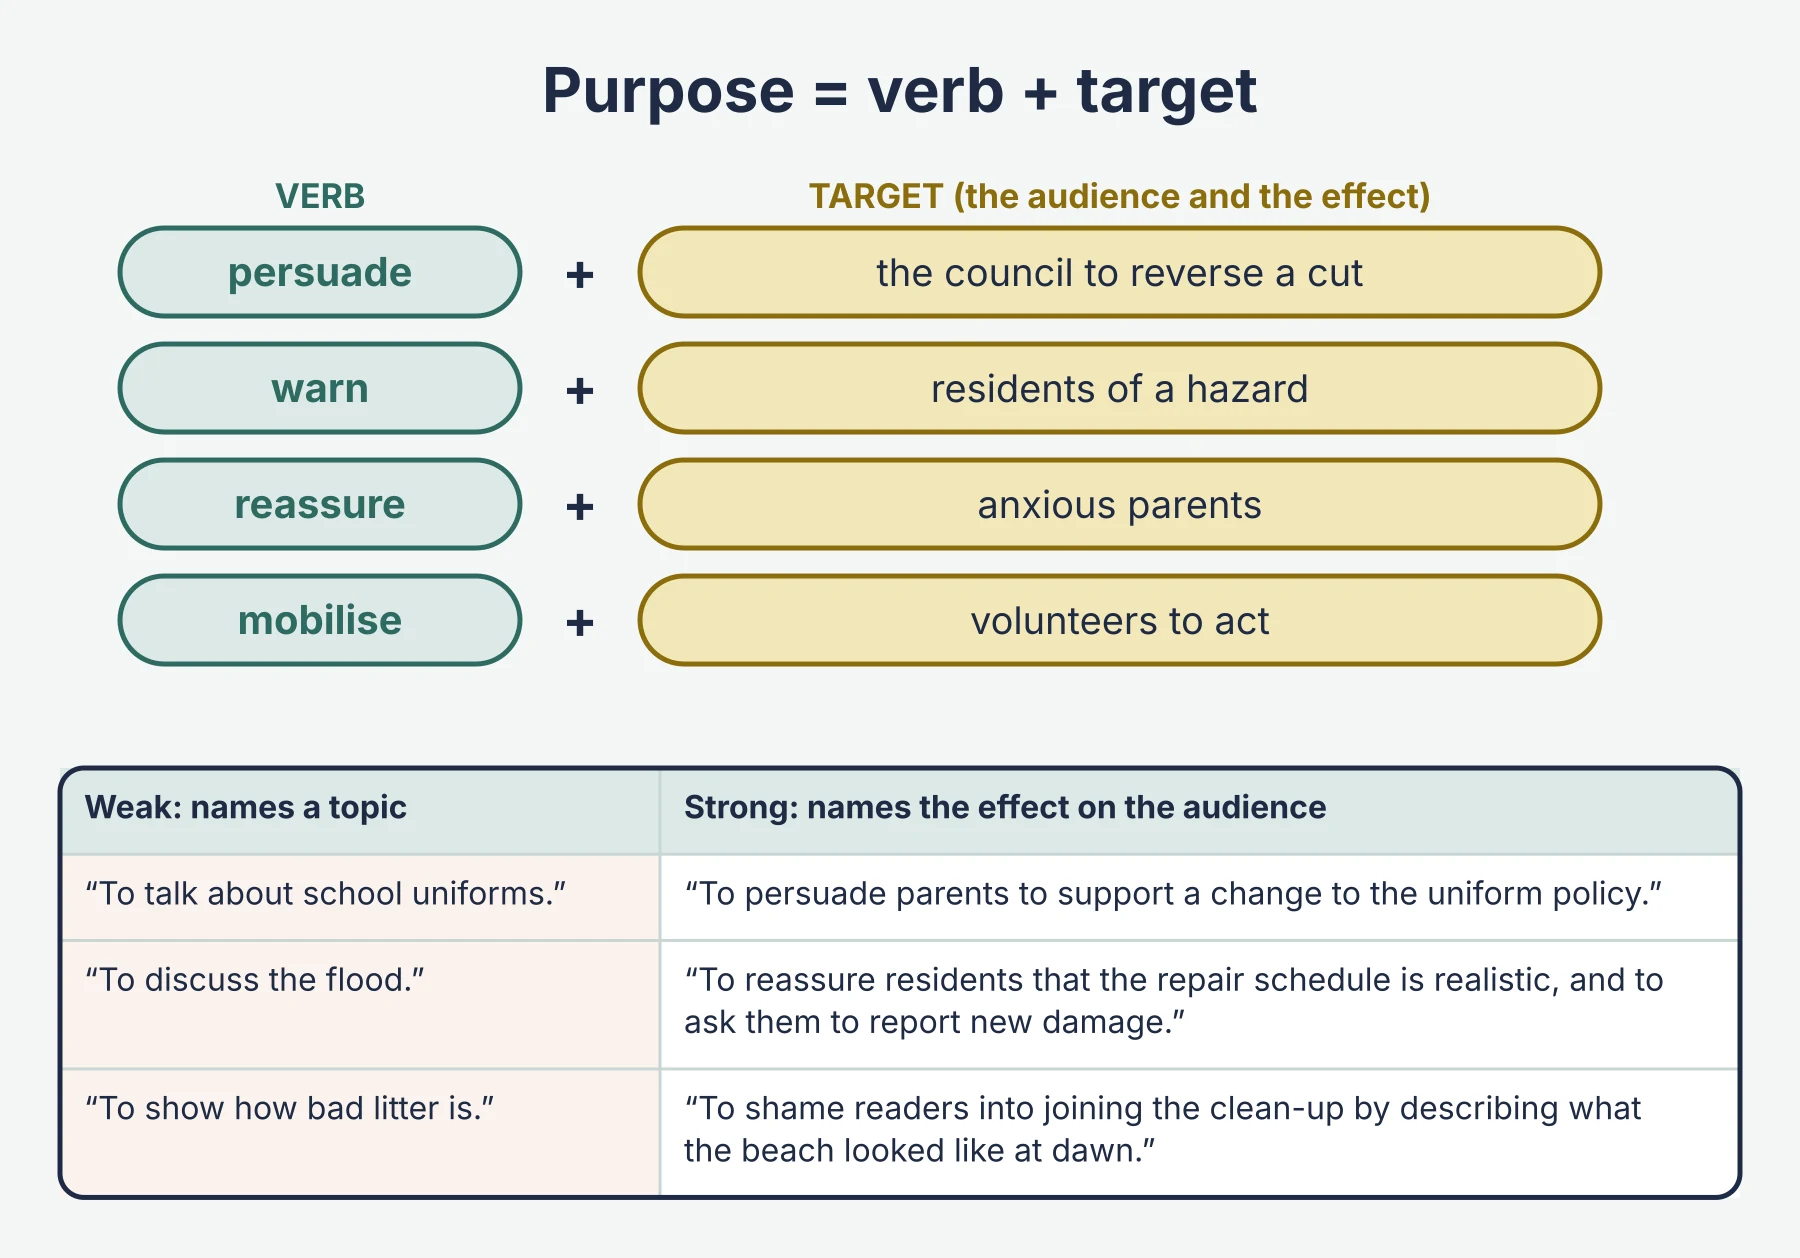 Purpose = verb + target
VERB
TARGET (the audience and the effect)
persuade + the council to reverse a cut
warn + residents of a hazard
reassure + anxious parents
mobilise + volunteers to act
Weak: names a topic
Strong: names the effect on the audience
“To talk about school uniforms.”
“To persuade parents to support a change to the uniform policy.”
“To discuss the flood.”
“To reassure residents that the repair schedule is realistic, and to
ask them to report new damage.”
“To show how bad litter is.”
“To shame readers into joining the clean-up by describing what
the beach looked like at dawn.”